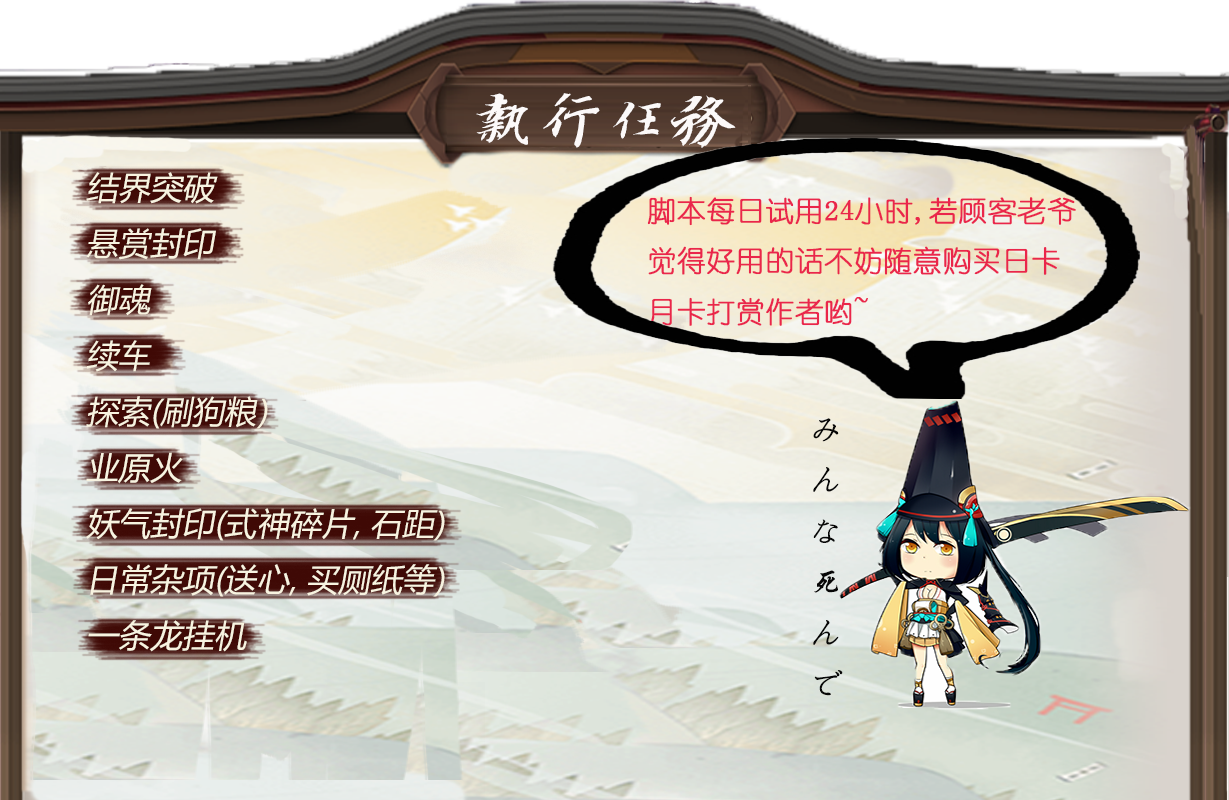 執行任務
结界突破
悬赏封印
御魂
续车
探索(刷狗粮)
业原火
妖气封印(式神碎片, 石距)
日常杂项(送心, 买厕纸等)
一条龙挂机
脚本每日试用24小时,若顾客老爷
觉得好用的话不妨随意购买日卡
月卡打赏作者哟~
みんな死んで